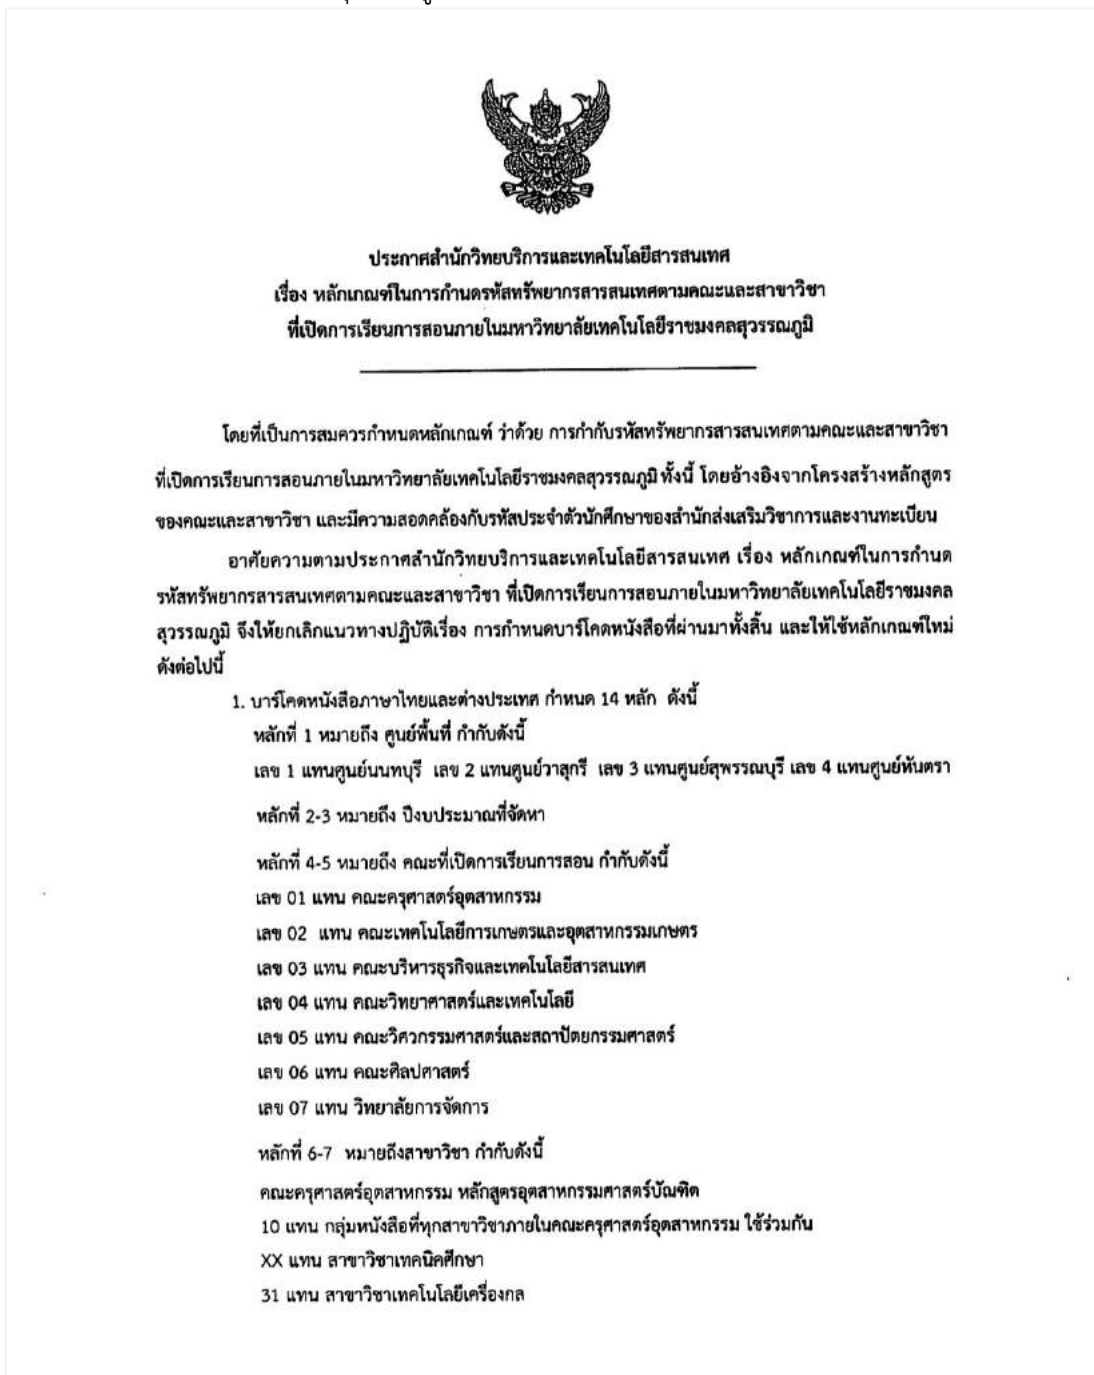 ประกาศสำนักวิทยบริการและเทคโนโลยีสารสนเทศ
เรื่อง หลักเกณฑ์ในการกำหนดรหัสทรัพยากรสารสนเทศตามคณะและสาขาวิชา
ที่เปิดการเรียนการสอนภายในมหาวิทยาลัยเทคโนโลยีราชมงคลสุวรรณภูมิ
โดยที่เป็นการสมควรกำหนดหลักเกณฑ์ ว่าด้วย การกำกับรหัสทรัพยากรสารสนเทศตามคณะและสาขาวิชา
ที่เปิดการเรียนการสอนภายในมหาวิทยาลัยเทคโนโลยีราชมงคลสุวรรณภูมิ ทั้งนี้ โดยอ้างอิงจากโครงสร้างหลักสูตร
ของคณะและสาขาวิชา และมีความสอดคล้องกับรหัสประจำตัวนักศึกษาของสำนักส่งเสริมวิชาการและงานทะเบียน
อาศัยความตามประกาศสำนักวิทยบริการและเทคโนโลยีสารสนเทศ เรื่อง หลักเกณฑ์ในการกำหนด
รหัสทรัพยากรสารสนเทศตามคณะและสาขาวิชา ที่เปิดการเรียนการสอนภายในมหาวิทยาลัยเทคโนโลยีราชมงคล
สุวรรณภูมิ จึงให้ยกเลิกแนวทางปฏิบัติเรื่อง การกำหนดบาร์โคดหนังสือที่ผ่านมาทั้งสิ้น และให้ใช้หลักเกณฑ์ใหม่
ดังต่อไปนี้
1. บาร์โคดหนังสือภาษาไทยและต่างประเทศ กำหนด 14 หลัก ดังนี้
หลักที่ 1 หมายถึง ศูนย์พื้นที่ กำกับดังนี้
เลข 1 แทนศูนย์นนทบุรี เลข 2 แทนศูนย์วาสุกรี เลข 3 แทนศูนย์สุพรรณบุรี เลข 4 แทนศูนย์หันตรา
หลักที่ 2-3 หมายถึง ปีงบประมาณที่จัดหา
หลักที่ 4-5 หมายถึง คณะที่เปิดการเรียนการสอน กำกับดังนี้
เลข 01 แทน คณะครุศาสตร์อุตสาหกรรม
เลข 02 แทน คณะเทคโนโลยีการเกษตรและอุตสาหกรรมเกษตร
เลข 03 แทน คณะบริหารธุรกิจและเทคโนโลยีสารสนเทศ
เลข 04 แทน คณะวิทยาศาสตร์และเทคโนโลยี
เลข 05 แทน คณะวิศวกรรมศาสตร์และสถาปัตยกรรมศาสตร์
เลข 06 แทน คณะศิลปศาสตร์
เลข 07 แทน วิทยาลัยการจัดการ
หลักที่ 6-7 หมายถึงสาขาวิชา กำกับดังนี้
คณะครุศาสตร์อุตสาหกรรม หลักสูตรอุตสาหกรรมศาสตร์บัณฑิต
10 แทน กลุ่มหนังสือที่ทุกสาขาวิชาภายในคณะครุศาสตร์อุตสาหกรรม ใช้ร่วมกัน
XX แทน สาขาวิชาเทคนิคศึกษา
31 แทน สาขาวิชาเทคโนโลยีเครื่องกล